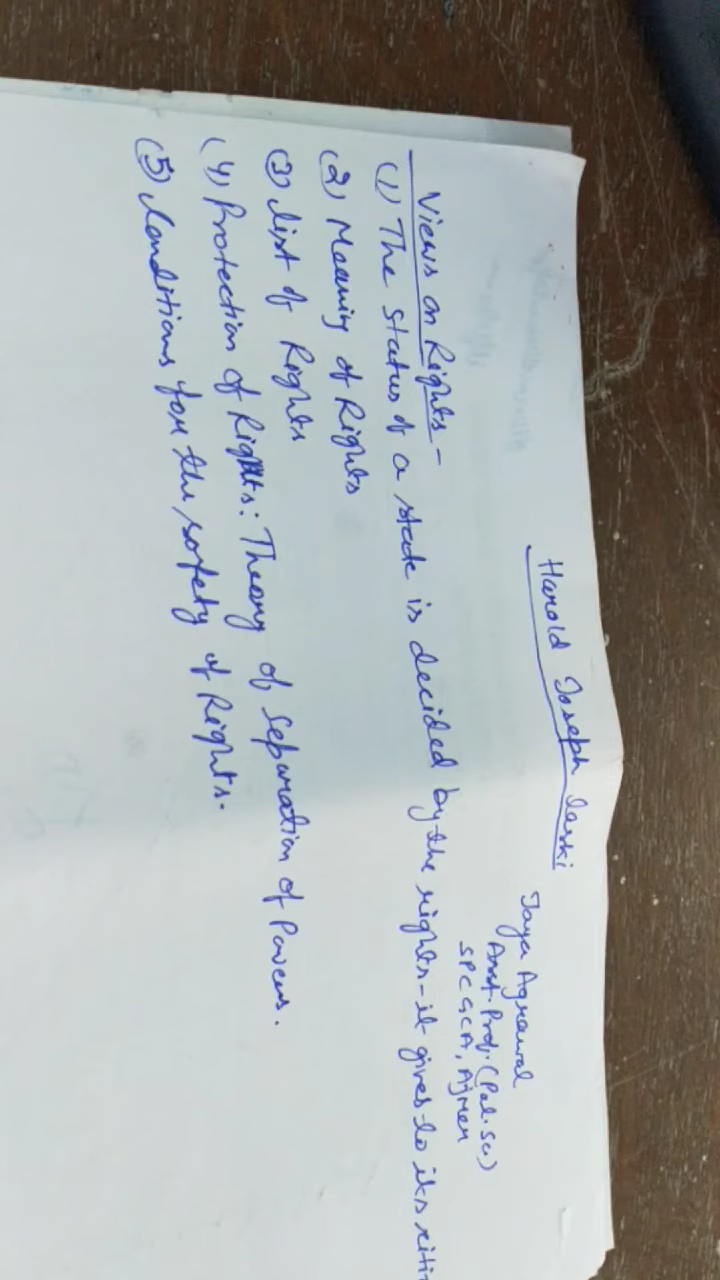 Harold Joseph Laski
Jaya Agrawal
Asst. Prof. (Pol. Sc)
SPCGCA, Ajmer
Views on Rights -
(1) The status of a state is decided by the rights - it gives to its citi
(2) Meaning of Rights
(3) List of Rights
(4) Protection of Rights: Theory of Separation of Powers.
(5) Conditions for the safety of Rights.